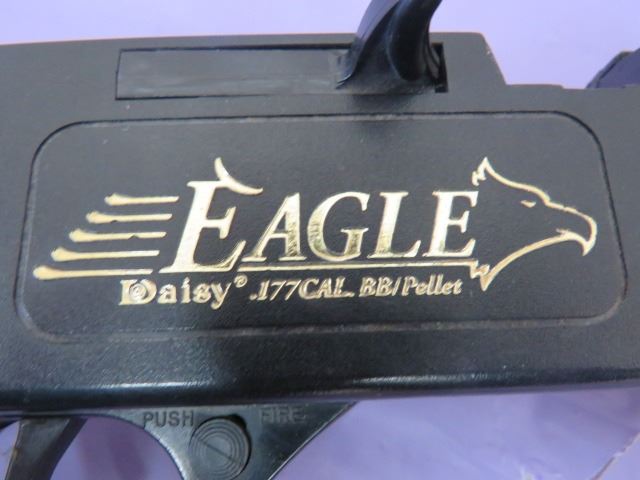 EAGLE
Daisy® .177CAL. BB/Pellet
PUSH FIRE